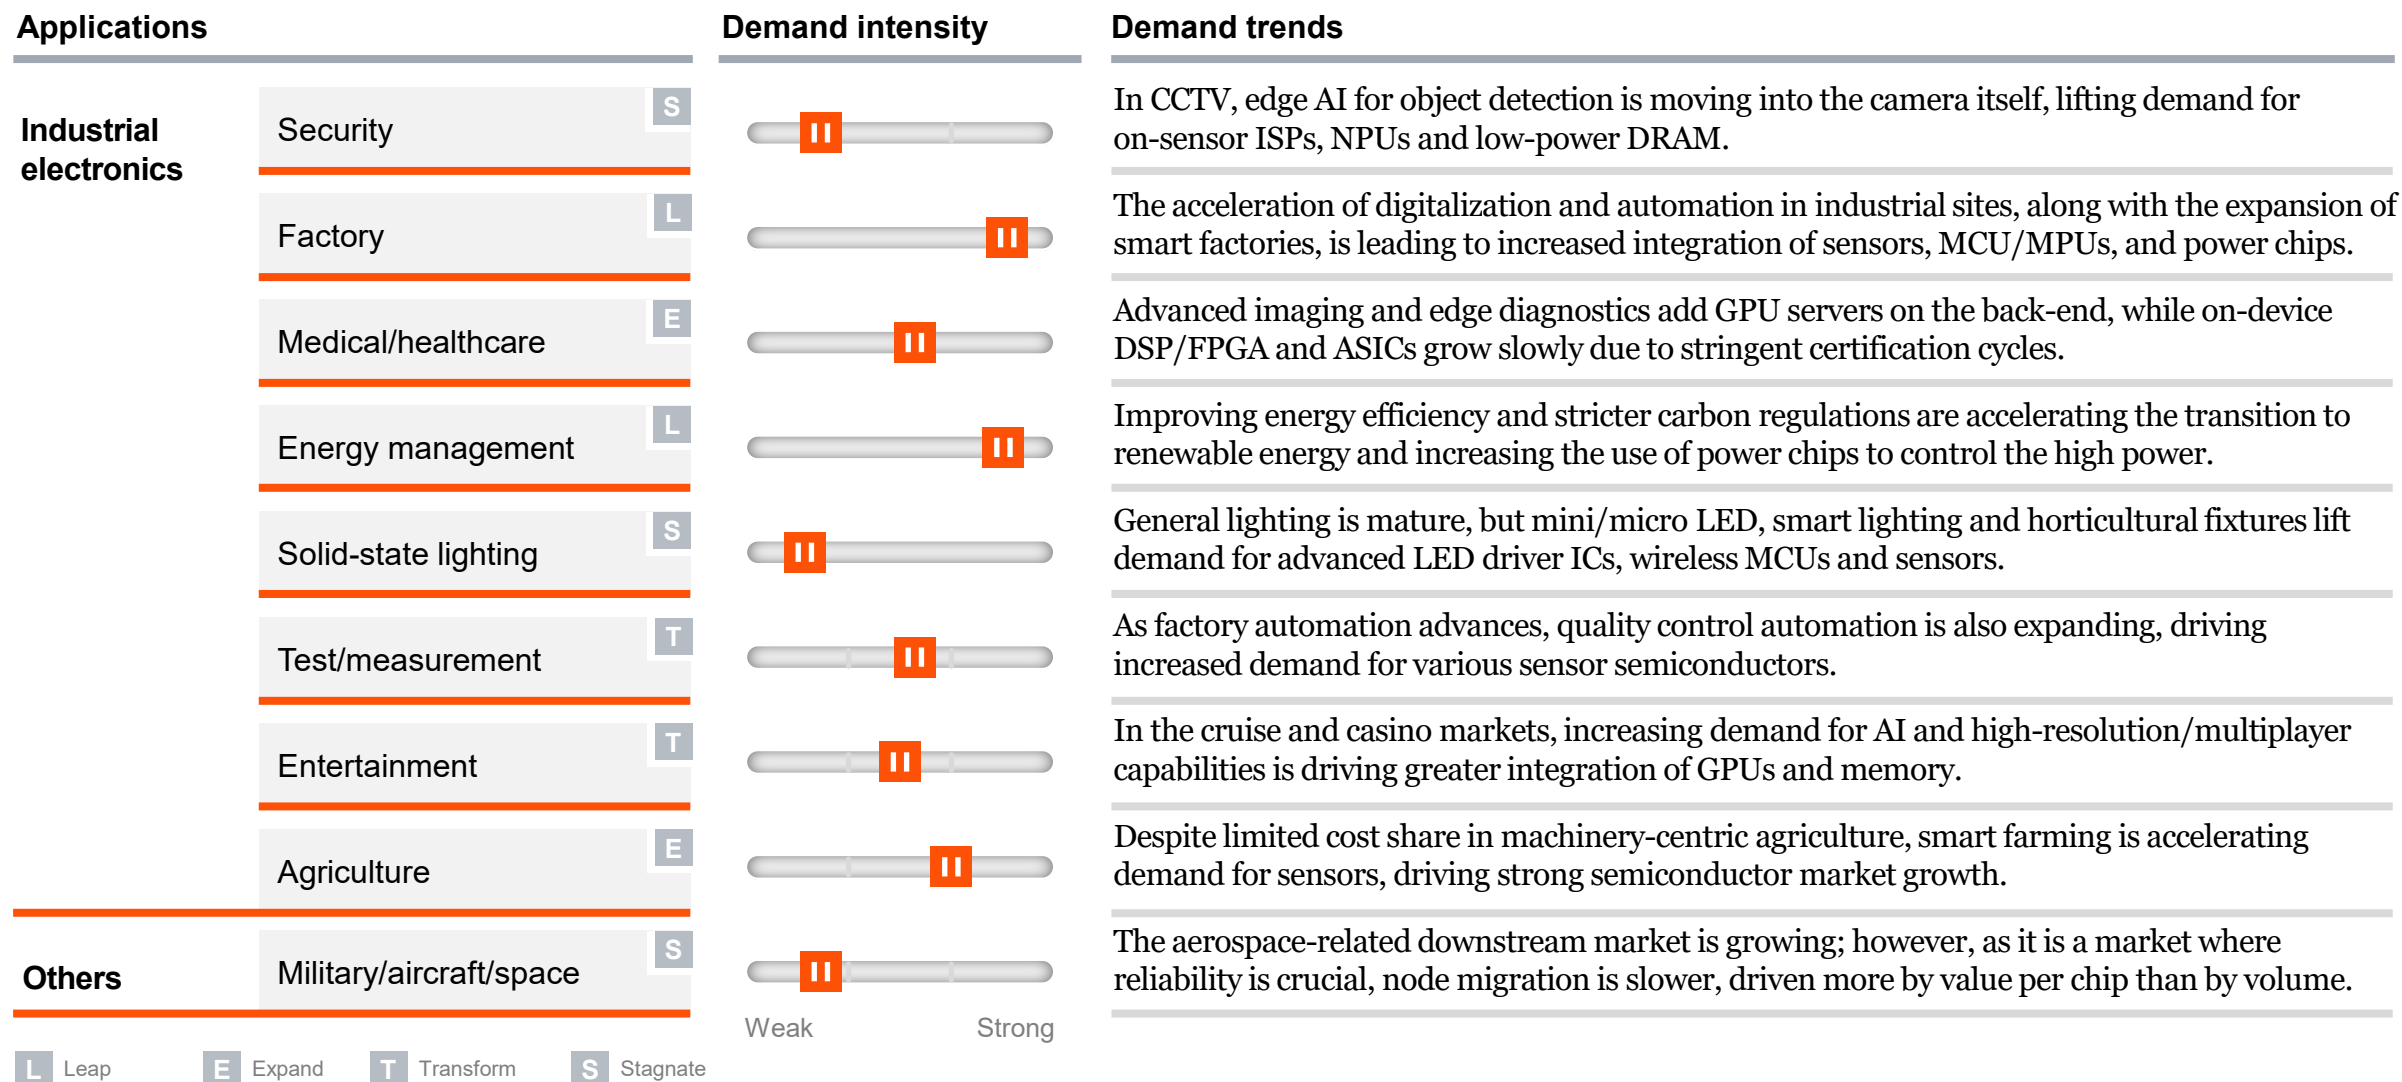 Applications
Demand intensity
Demand trends
Industrial
electronics
Security
S
In CCTV, edge AI for object detection is moving into the camera itself, lifting demand for
on-sensor ISPs, NPUs and low-power DRAM.
Factory
L
The acceleration of digitalization and automation in industrial sites, along with the expansion of
smart factories, is leading to increased integration of sensors, MCU/MPUs, and power chips.
Medical/healthcare
E
Advanced imaging and edge diagnostics add GPU servers on the back-end, while on-device
DSP/FPGA and ASICs grow slowly due to stringent certification cycles.
Energy management
L
Improving energy efficiency and stricter carbon regulations are accelerating the transition to
renewable energy and increasing the use of power chips to control the high power.
Solid-state lighting
S
General lighting is mature, but mini/micro LED, smart lighting and horticultural fixtures lift
demand for advanced LED driver ICs, wireless MCUs and sensors.
Test/measurement
T
As factory automation advances, quality control automation is also expanding, driving
increased demand for various sensor semiconductors.
Entertainment
T
In the cruise and casino markets, increasing demand for AI and high-resolution/multiplayer
capabilities is driving greater integration of GPUs and memory.
Agriculture
E
Despite limited cost share in machinery-centric agriculture, smart farming is accelerating
demand for sensors, driving strong semiconductor market growth.
Others
Military/aircraft/space
S
The aerospace-related downstream market is growing; however, as it is a market where
reliability is crucial, node migration is slower, driven more by value per chip than by volume.
Weak
Strong
L Leap
E Expand
T Transform
S Stagnate